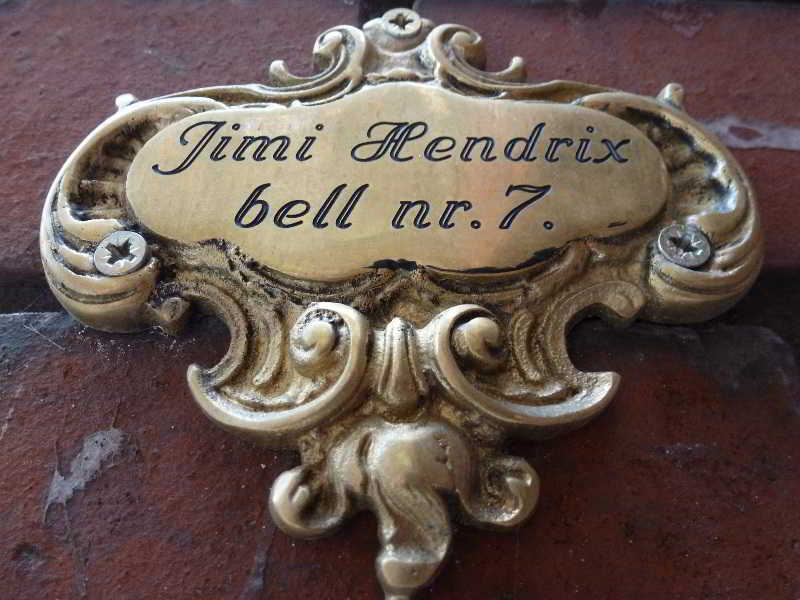 Jimi Hendrix
bell nr. 7.